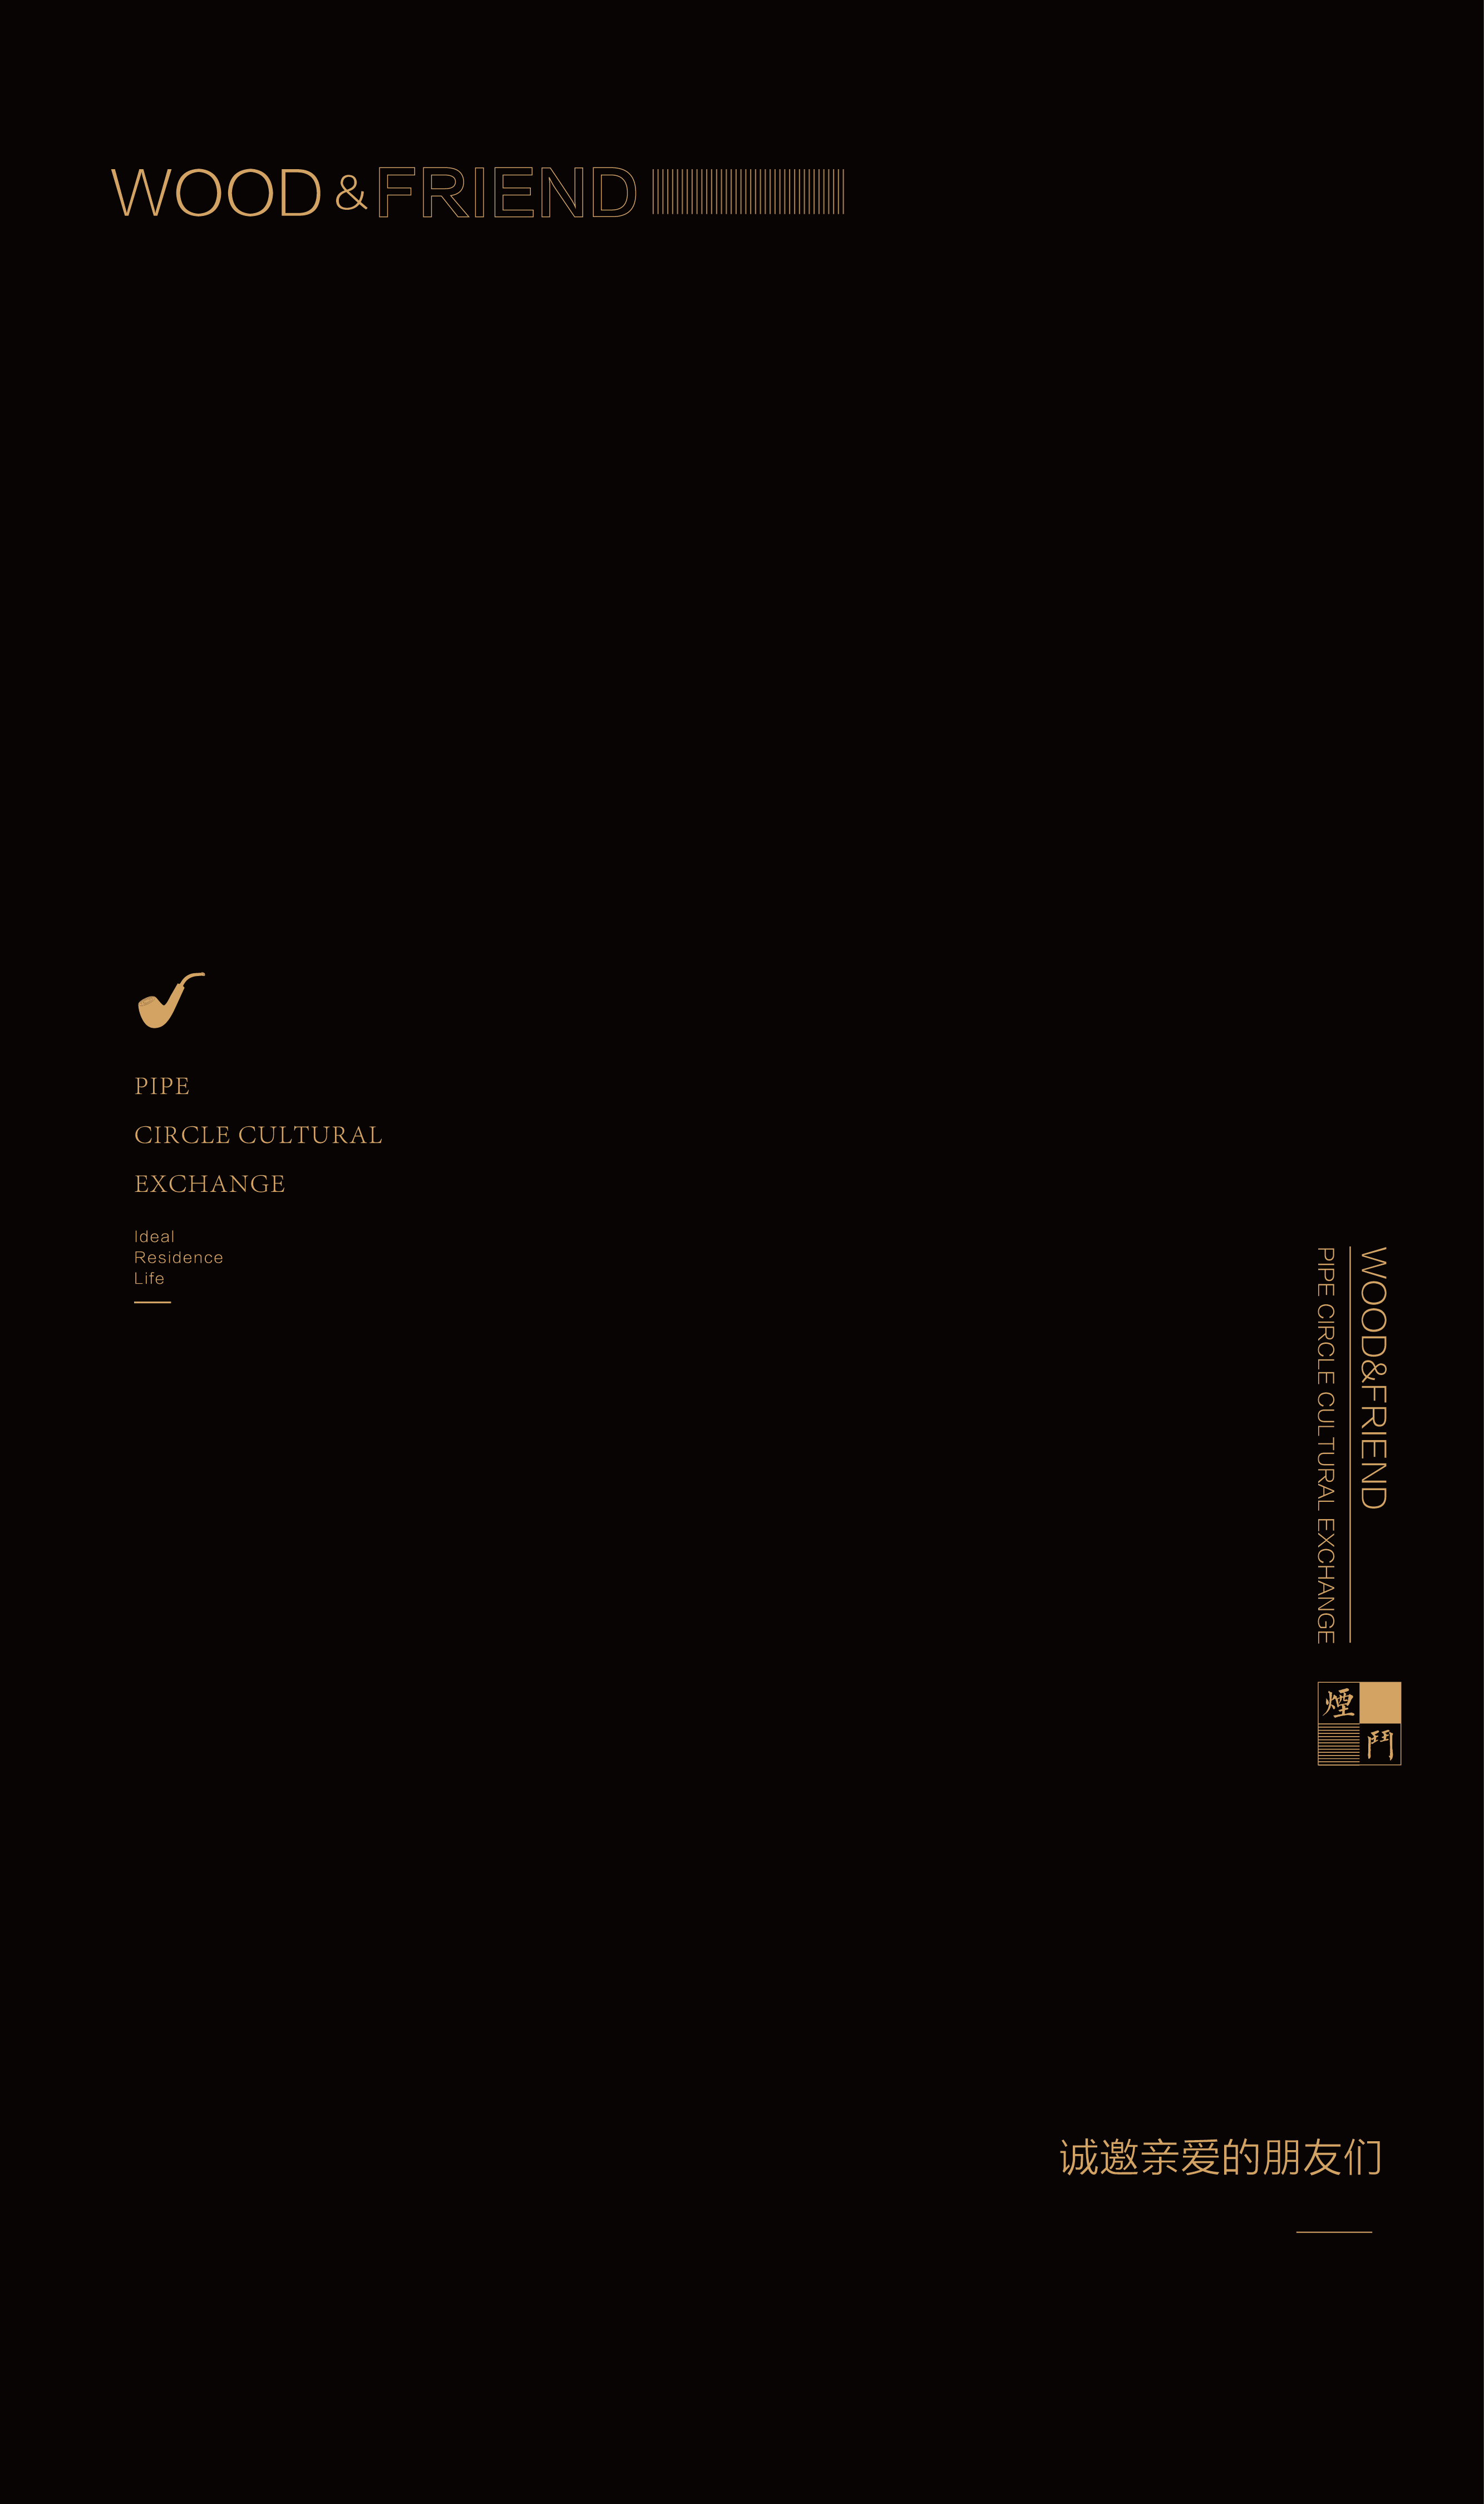 WOOD & FRIEND
PIPE
CIRCLE CULTURAL
EXCHANGE
Ideal
Residence
Life
WOOD&FRIEND
PIPE CIRCLE CULTURAL EXCHANGE
煙
鬥
诚邀亲爱的朋友们